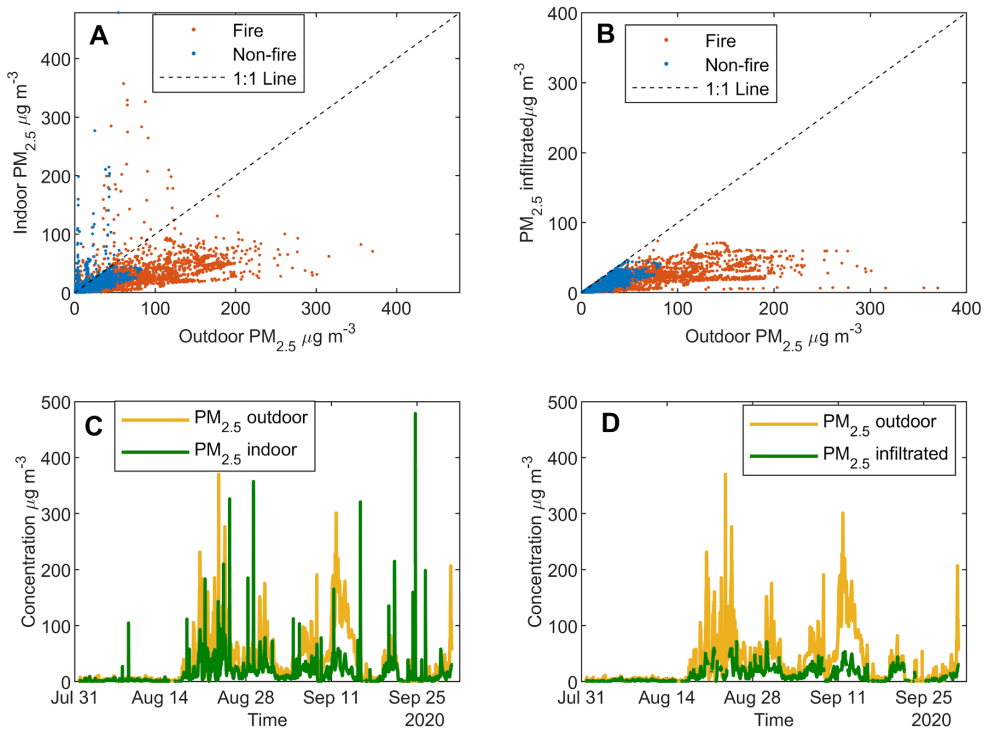 A
Fire
Non-fire
1:1 Line
400
300
200
100
0
0 100 200 300 400
Indoor PM2.5 μg m-3
Outdoor PM2.5 μg m-3
B
Fire
Non-fire
1:1 Line
400
300
200
100
0
0 100 200 300 400
PM2.5 infiltratedμg m-3
Outdoor PM2.5 μg m-3
C
PM2.5 outdoor
PM2.5 indoor
500
400
300
200
100
0
Concentration μg m-3
Jul 31 Aug 14 Aug 28 Sep 11 Sep 25
Time 2020
D
PM2.5 outdoor
PM2.5 infiltrated
500
400
300
200
100
0
Concentration μg m-3
Jul 31 Aug 14 Aug 28 Sep 11 Sep 25
Time 2020